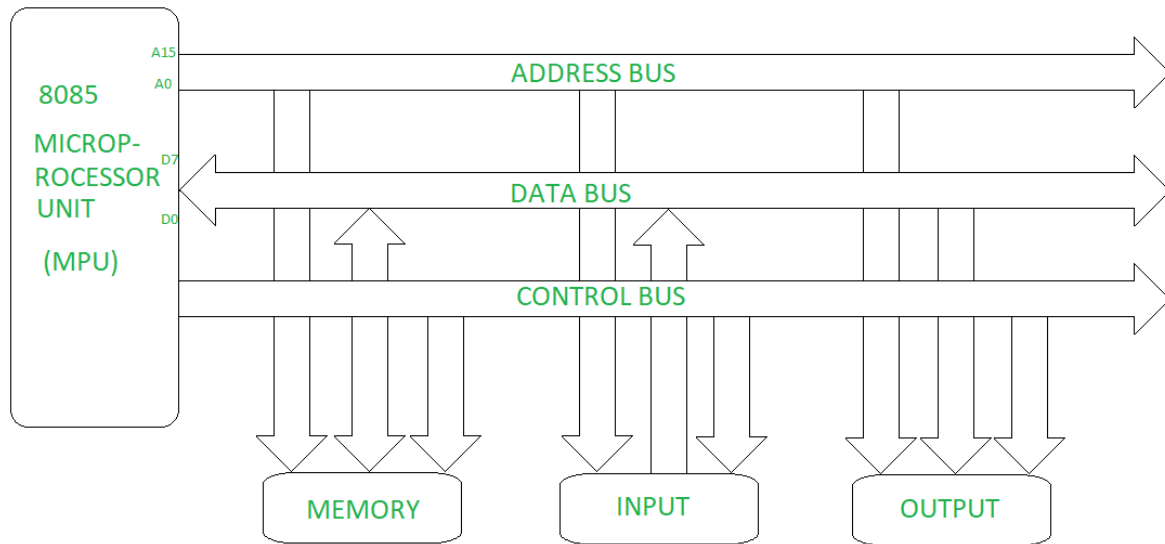 A15
ADDRESS BUS
A0
8085
MICROP-
D7
ROCESSOR
DATA BUS
UNIT
D0
(MPU)
CONTROL BUS
MEMORY
INPUT
OUTPUT